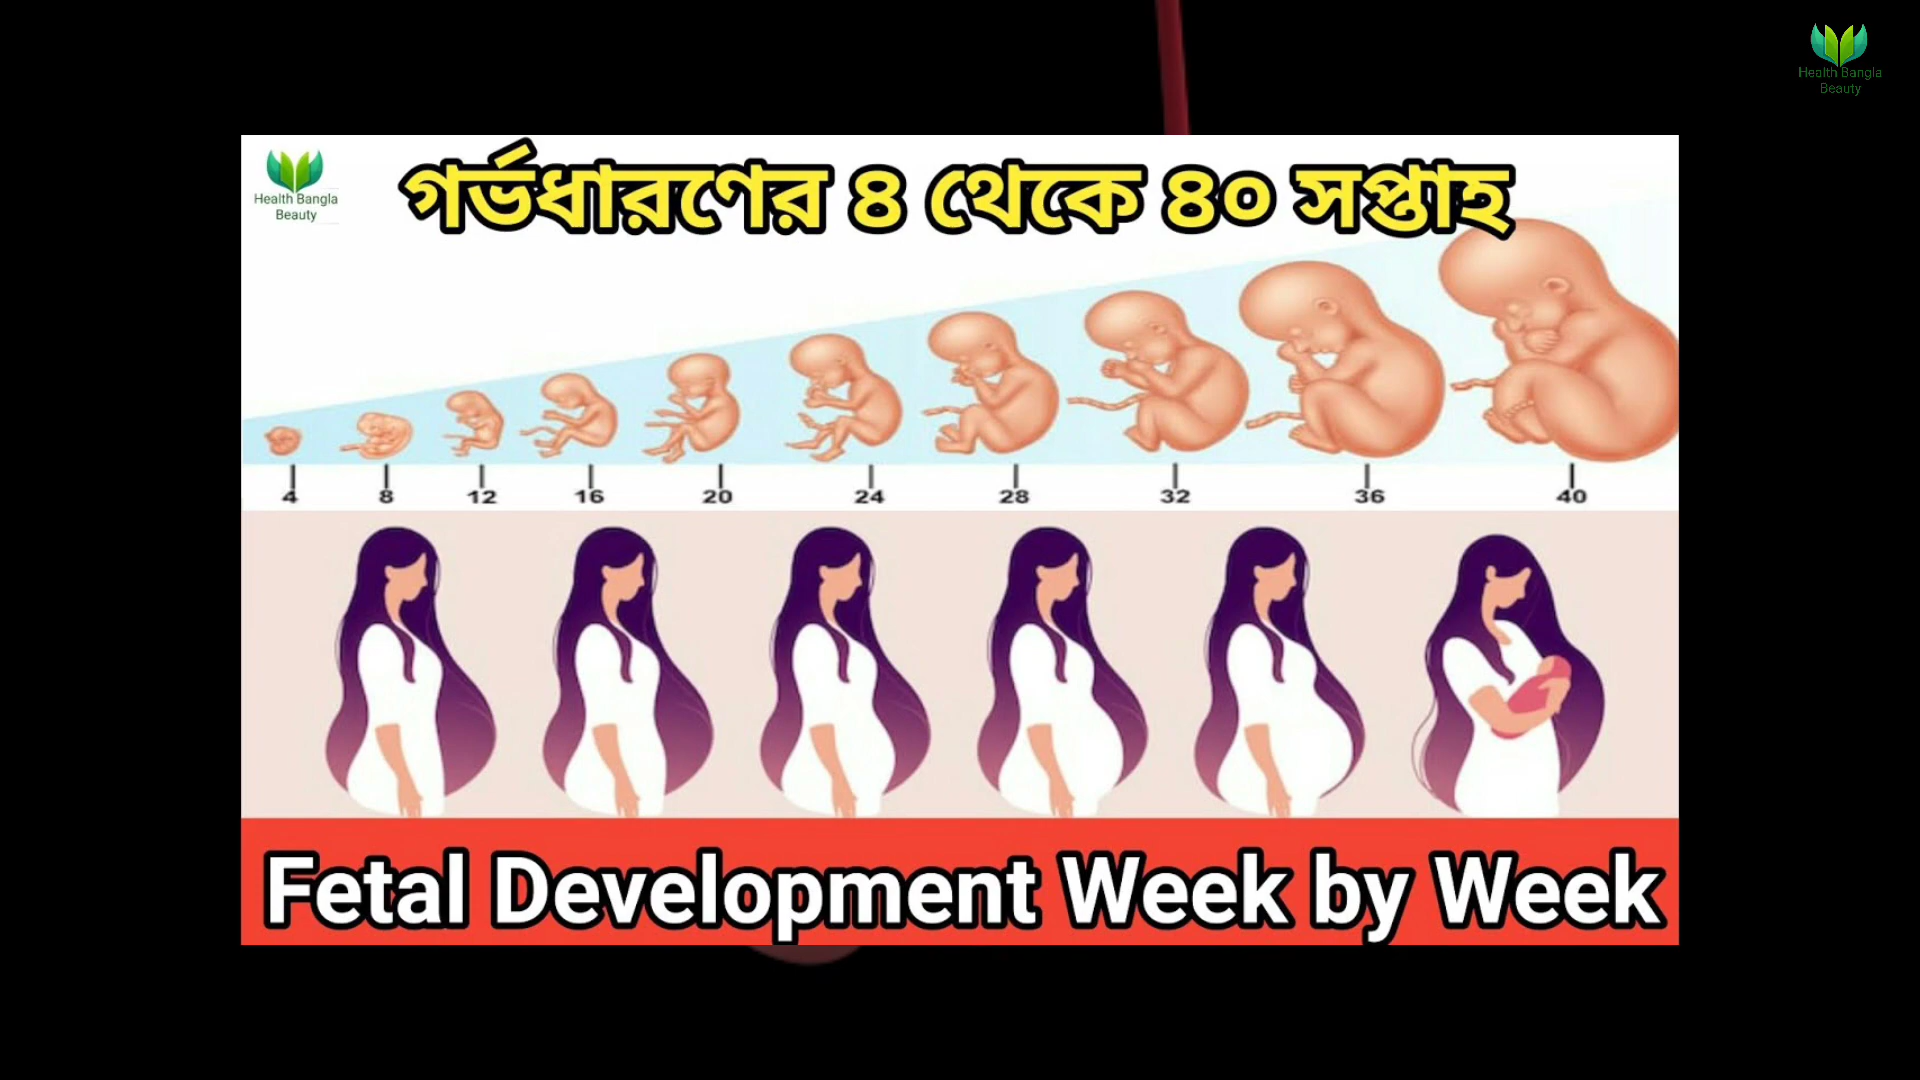 Health Bangla
Beauty
Health Bangla
Beauty
গর্ভধারণের ৪ থেকে ৪০ সপ্তাহ
4 8 12 16 20 24 28 32 36 40
Fetal Development Week by Week